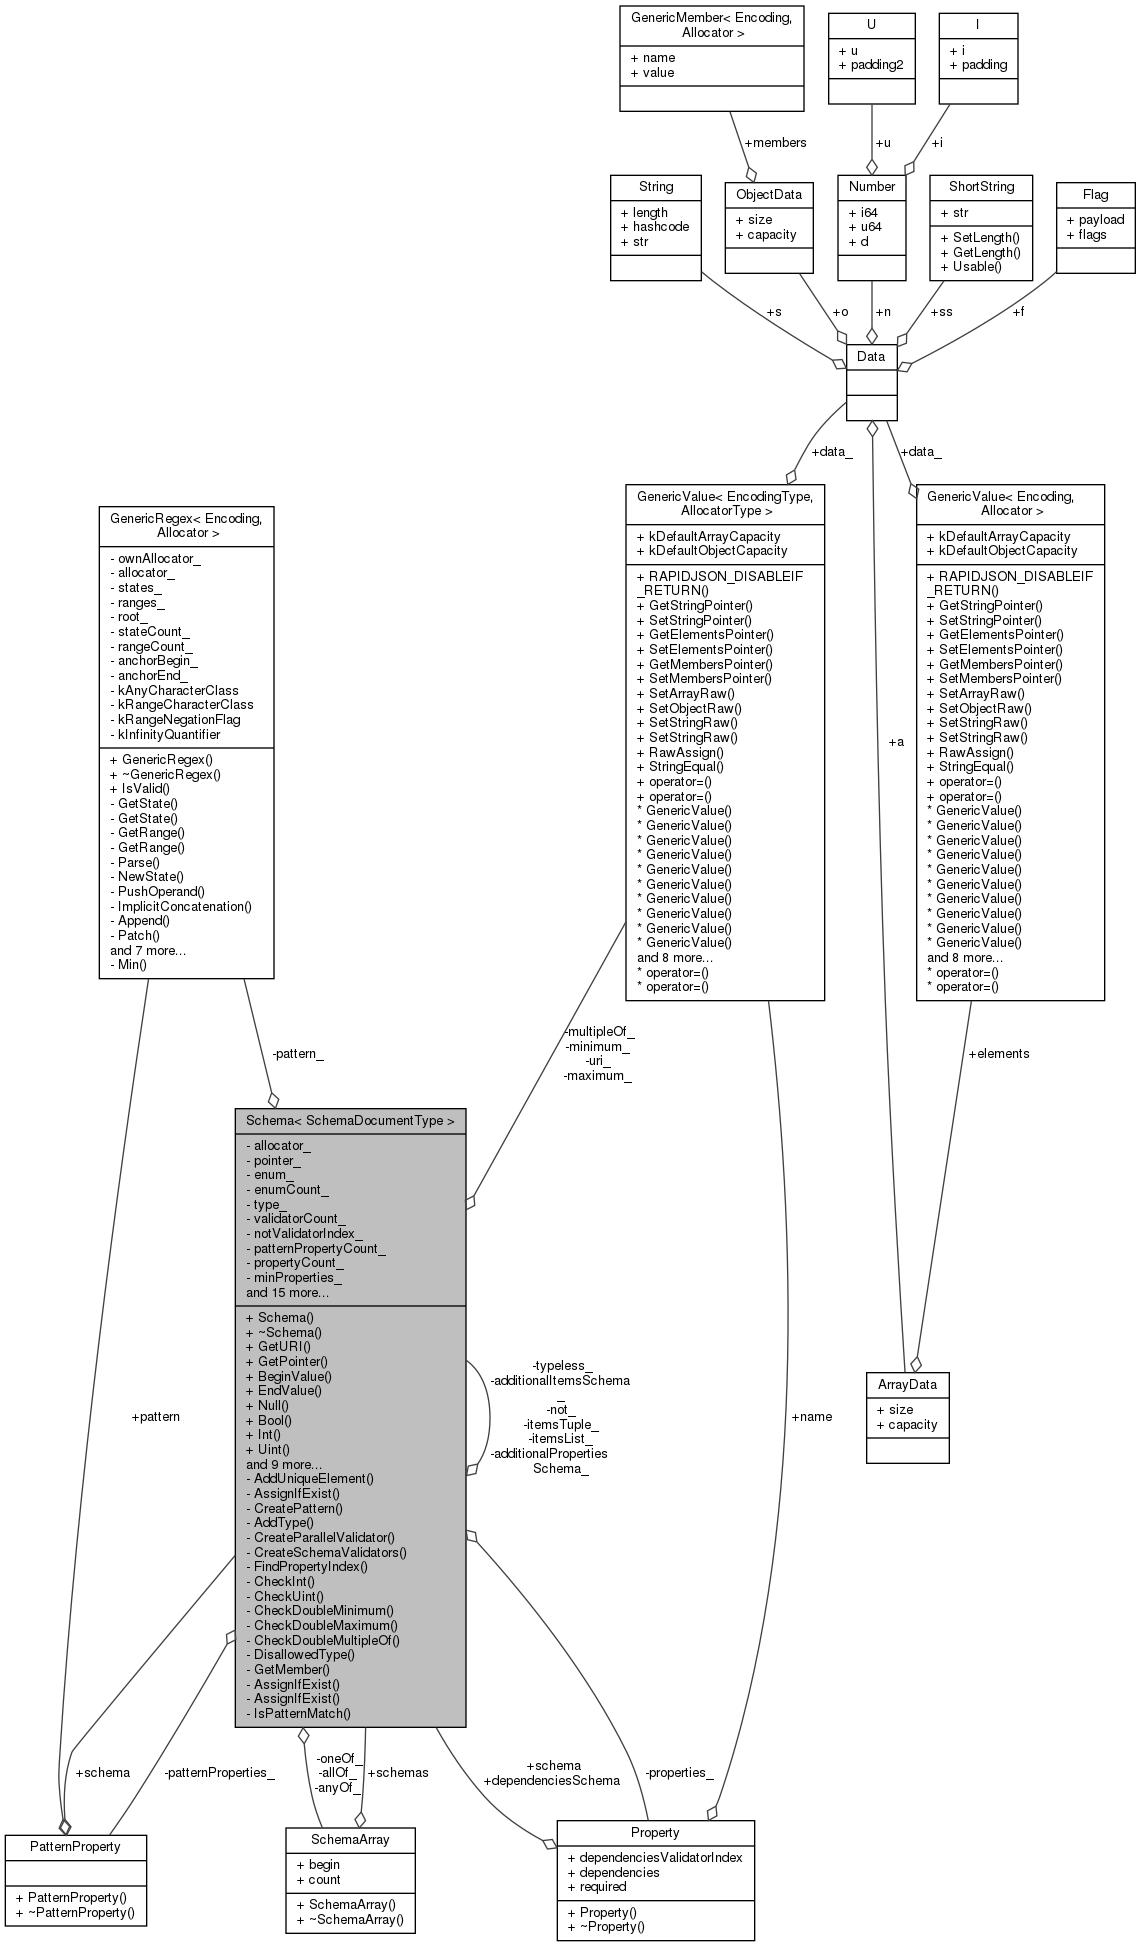 GenericMember< Encoding,
Allocator >
+ name
+ value
U
+ u
+ padding2
I
+ i
+ padding
+members
+u
+i
String
+ length
+ hashcode
+ str
ObjectData
+ size
+ capacity
Number
+ i64
+ u64
+ d
ShortString
+ str
+ SetLength()
+ GetLength()
+ Usable()
Flag
+ payload
+ flags
+s
+o
+n
+ss
+f
Data
+data_
+data_
GenericRegex< Encoding,
Allocator >
- ownAllocator_
- allocator_
- states_
- ranges_
- root_
- stateCount_
- rangeCount_
- anchorBegin_
- anchorEnd_
- kAnyCharacterClass
- kRangeCharacterClass
- kRangeNegationFlag
- kInfinityQuantifier
+ GenericRegex()
+ ~GenericRegex()
+ IsValid()
- GetState()
- GetState()
- GetRange()
- GetRange()
- Parse()
- NewState()
- PushOperand()
- ImplicitConcatenation()
- Append()
- Patch()
and 7 more...
- Min()
GenericValue< EncodingType,
AllocatorType >
+ kDefaultArrayCapacity
+ kDefaultObjectCapacity
+ RAPIDJSON_DISABLEIF
_RETURN()
+ GetStringPointer()
+ SetStringPointer()
+ GetElementsPointer()
+ SetElementsPointer()
+ GetMembersPointer()
+ SetMembersPointer()
+ SetArrayRaw()
+ SetObjectRaw()
+ SetStringRaw()
+ SetStringRaw()
+ RawAssign()
+ StringEqual()
+ operator=()
+ operator=()
* GenericValue()
* GenericValue()
* GenericValue()
* GenericValue()
* GenericValue()
* GenericValue()
* GenericValue()
* GenericValue()
* GenericValue()
* GenericValue()
and 8 more...
* operator=()
* operator=()
GenericValue< Encoding,
Allocator >
+ kDefaultArrayCapacity
+ kDefaultObjectCapacity
+ RAPIDJSON_DISABLEIF
_RETURN()
+ GetStringPointer()
+ SetStringPointer()
+ GetElementsPointer()
+ SetElementsPointer()
+ GetMembersPointer()
+ SetMembersPointer()
+ SetArrayRaw()
+ SetObjectRaw()
+ SetStringRaw()
+ SetStringRaw()
+ RawAssign()
+ StringEqual()
+ operator=()
+ operator=()
* GenericValue()
* GenericValue()
* GenericValue()
* GenericValue()
* GenericValue()
* GenericValue()
* GenericValue()
* GenericValue()
* GenericValue()
* GenericValue()
and 8 more...
* operator=()
* operator=()
+a
-pattern_
-multipleOf_
-minimum_
-uri_
-maximum_
+elements
Schema< SchemaDocumentType >
- allocator_
- pointer_
- enum_
- enumCount_
- type_
- validatorCount_
- notValidatorIndex_
- patternPropertyCount_
- propertyCount_
- minProperties_
and 15 more...
+ Schema()
+ ~Schema()
+ GetURI()
+ GetPointer()
+ BeginValue()
+ EndValue()
+ Null()
+ Bool()
+ Int()
+ Uint()
and 9 more...
- AddUniqueElement()
- AssignIfExist()
- CreatePattern()
- AddType()
- CreateParallelValidator()
- CreateSchemaValidators()
- FindPropertyIndex()
- CheckInt()
- CheckUint()
- CheckDoubleMinimum()
- CheckDoubleMaximum()
- CheckDoubleMultipleOf()
- DisallowedType()
- GetMember()
- AssignIfExist()
- AssignIfExist()
- IsPatternMatch()
-typeless_
-additionalItemsSchema
_
-not_
-itemsTuple_
-itemsList_
-additionalProperties
Schema_
ArrayData
+ size
+ capacity
+pattern
+name
+schema
-patternProperties_
-oneOf_
-allOf_
-anyOf_
+schemas
+schema
+dependenciesSchema
-properties_
PatternProperty
+ PatternProperty()
+ ~PatternProperty()
SchemaArray
+ begin
+ count
+ SchemaArray()
+ ~SchemaArray()
Property
+ dependenciesValidatorIndex
+ dependencies
+ required
+ Property()
+ ~Property()